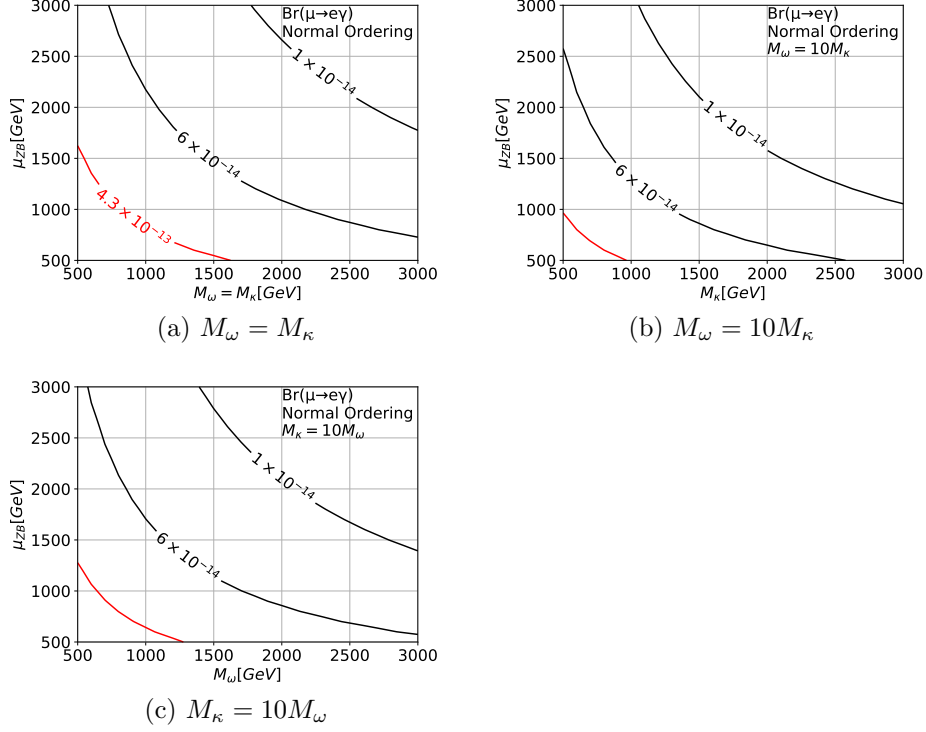 Br(μ→eγ)
Normal Ordering
1 × 10⁻¹⁴
6 × 10⁻¹⁴
4.3 × 10⁻¹³
3000
2500
2000
1500
1000
500
μ_ZB[GeV]
500 1000 1500 2000 2500 3000
M_ω = M_κ[GeV]
(a) M_ω = M_κ
Br(μ→eγ)
Normal Ordering
M_ω = 10M_κ
1 × 10⁻¹⁴
6 × 10⁻¹⁴
3000
2500
2000
1500
1000
500
μ_ZB[GeV]
500 1000 1500 2000 2500 3000
M_κ[GeV]
(b) M_ω = 10M_κ
Br(μ→eγ)
Normal Ordering
M_κ = 10M_ω
1 × 10⁻¹⁴
6 × 10⁻¹⁴
3000
2500
2000
1500
1000
500
μ_ZB[GeV]
500 1000 1500 2000 2500 3000
M_ω[GeV]
(c) M_κ = 10M_ω